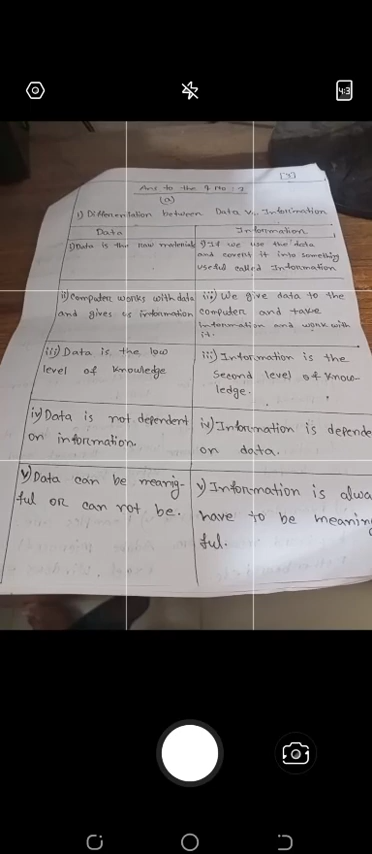 4:3
[3]
Ans to the q no: 1
(a)
i) Differentiation between Data vs. Information
Data
Information
i) Data is the raw materials
i) If we use the data
and covert it into something
useful called Information
ii) Computer works with data
and gives us information
ii) We give data to the
computer and take
information and work with
it.
iii) Data is the low
level of knowledge
iii) Information is the
Second level of know-
ledge.
iv) Data is not dependent
on information.
iv) Information is depende
on data.
v) Data can be meanig-
ful or can not be.
v) Information is alwa
have to be meanin
ful.